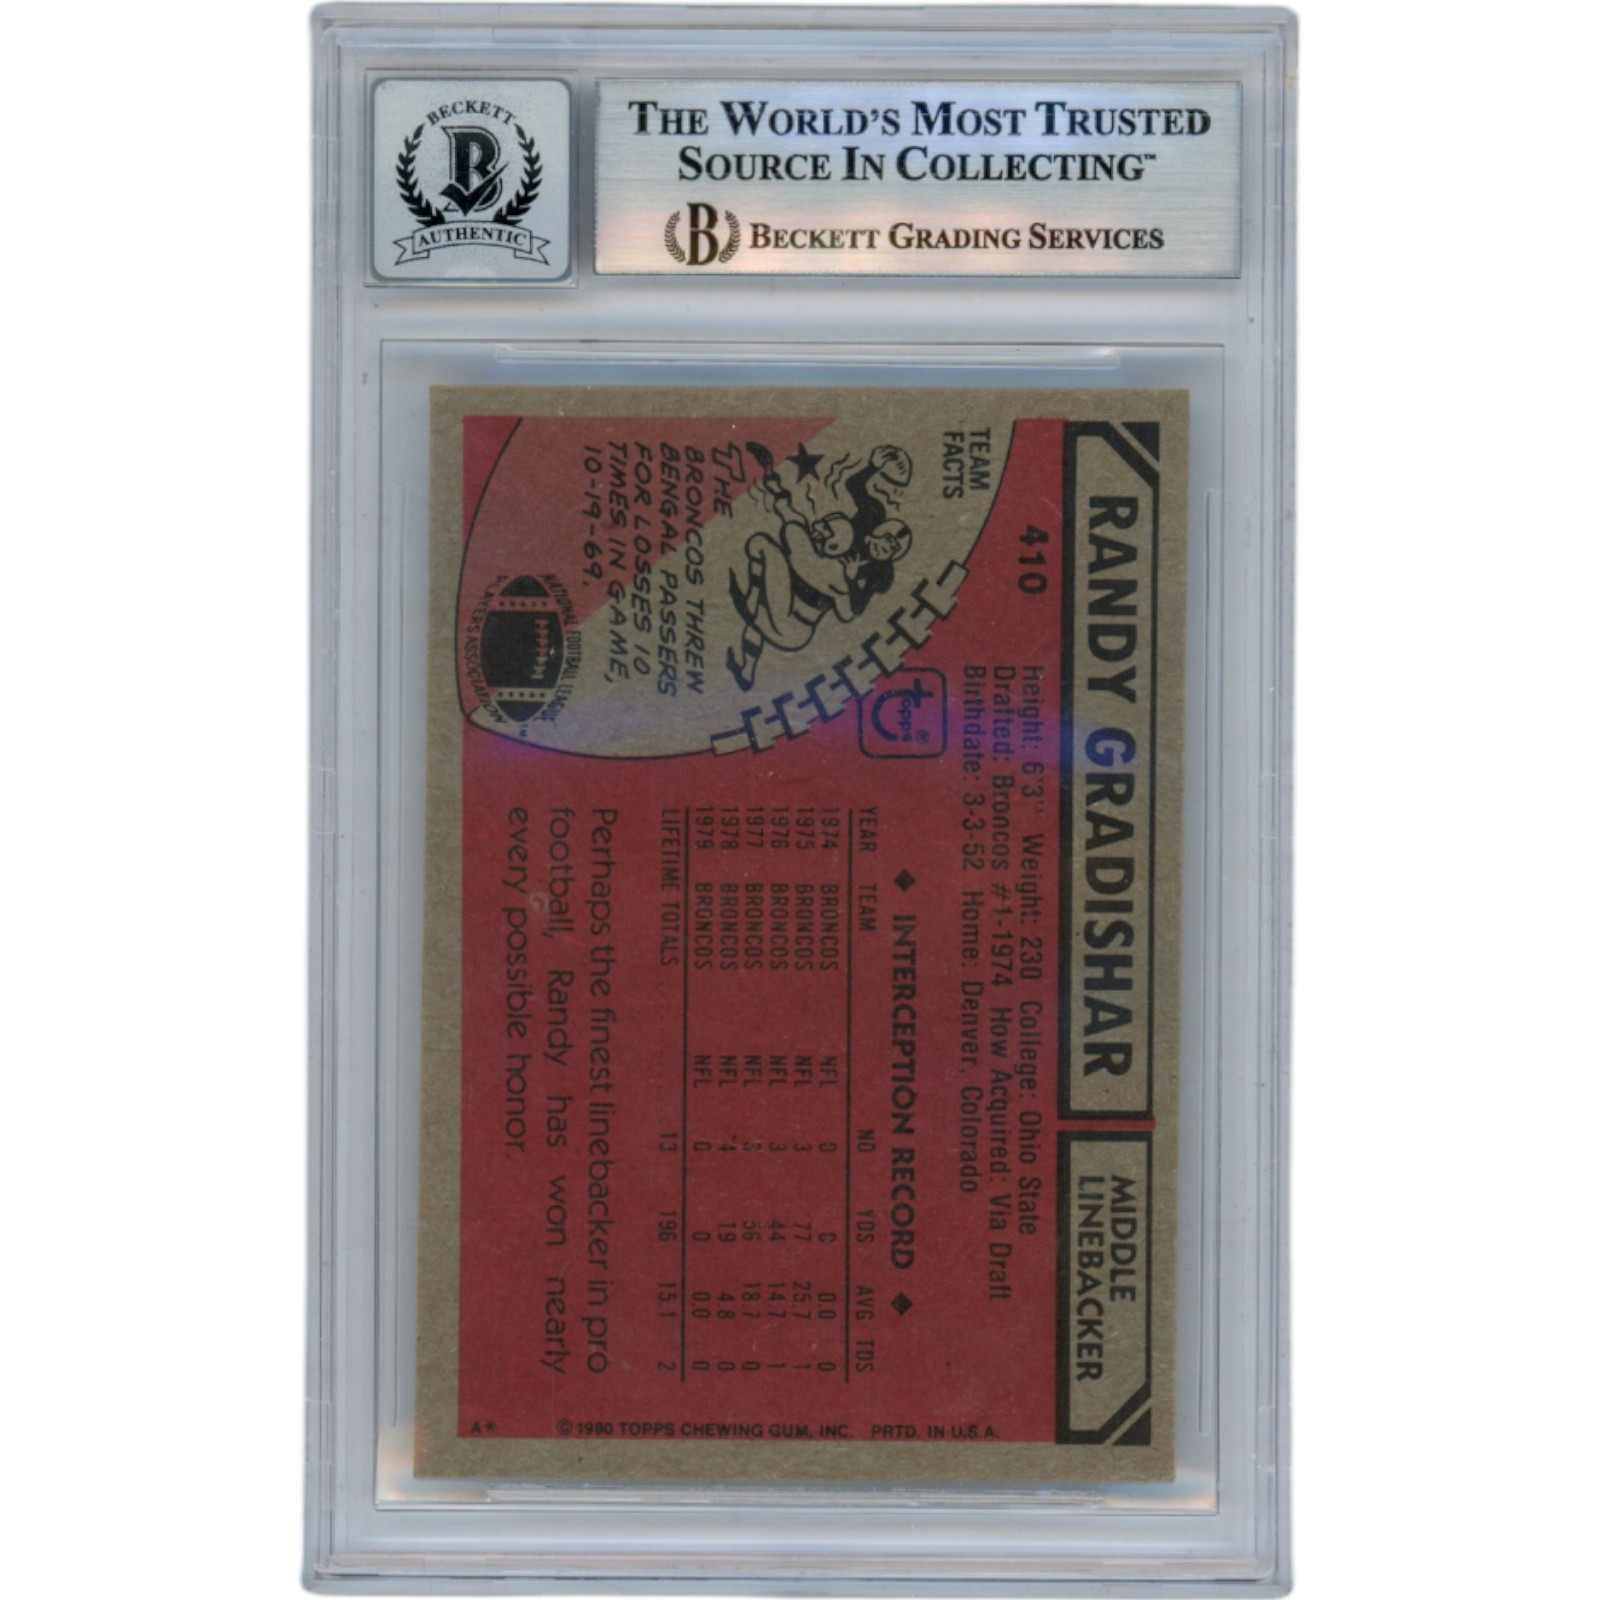 BECKETT
B
AUTHENTIC
THE WORLD'S MOST TRUSTED
SOURCE IN COLLECTING™
B BECKETT GRADING SERVICES
RANDY GRADISHAR
MIDDLE
LINEBACKER
410
Height: 6'3" Weight: 230 College: Ohio State
Drafted: Broncos #1-1974 How Acquired: Via Draft
Birthdate: 3-3-52 Home: Denver, Colorado
TEAM
FACTS
THE
BRONCOS THREW
BENGAL PASSERS
FOR LOSSES 10
TIMES IN GAME,
10-19-69.
topps®
NATIONAL FOOTBALL LEAGUE
PLAYERS ASSOCIATION
™
◆ INTERCEPTION RECORD ◆
YEAR TEAM NO YDS AVG TDS
1974 BRONCOS NFL 0 0 0.0 0
1975 BRONCOS NFL 3 77 25.7 1
1976 BRONCOS NFL 3 44 14.7 1
1977 BRONCOS NFL 3 56 18.7 0
1978 BRONCOS NFL 4 19 4.8 0
1979 BRONCOS NFL 0 0 0.0 0
LIFETIME TOTALS .......... 13 196 15.1 2
Perhaps the finest linebacker in pro
football, Randy has won nearly
every possible honor.
A* ©1980 TOPPS CHEWING GUM, INC. PRTD. IN U.S.A.